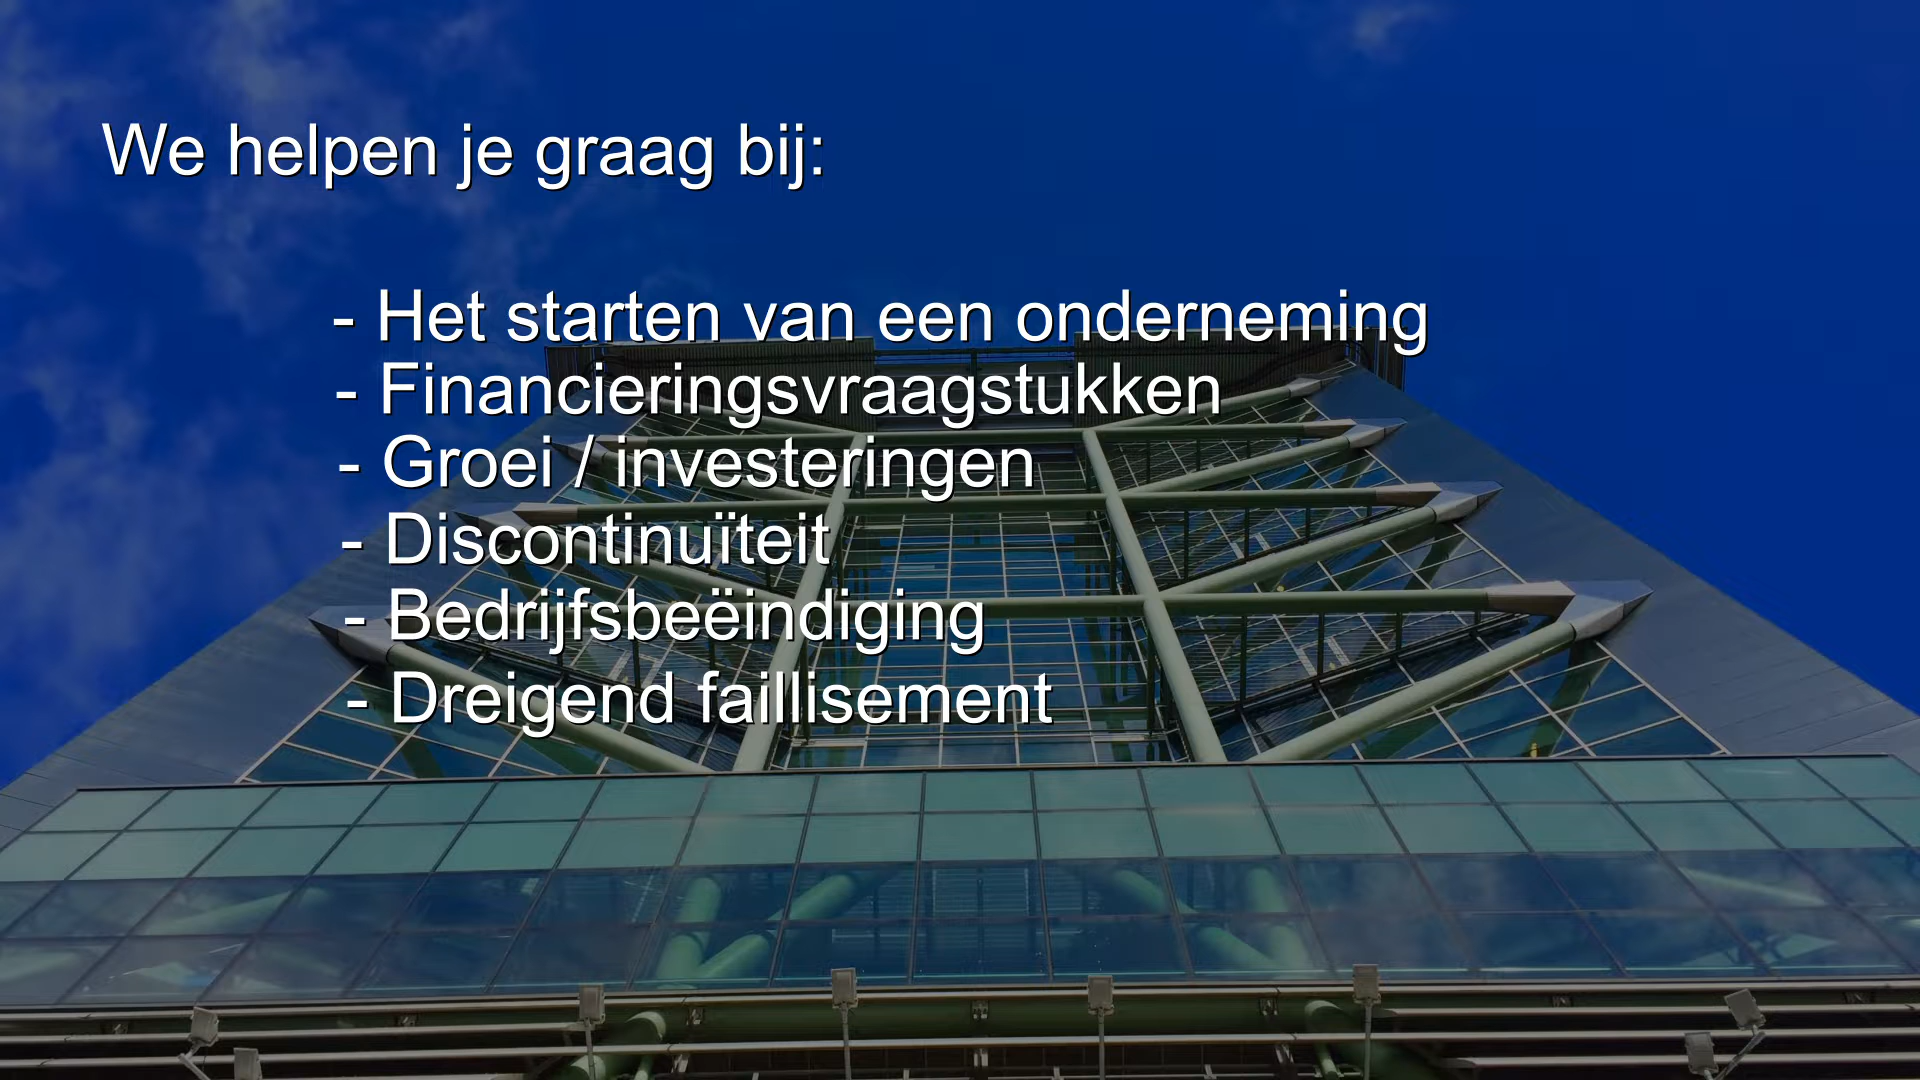 We helpen je graag bij:
- Het starten van een onderneming
- Financieringsvraagstukken
- Groei / investeringen
- Discontinuïteit
- Bedrijfsbeëindiging
- Dreigend faillisement